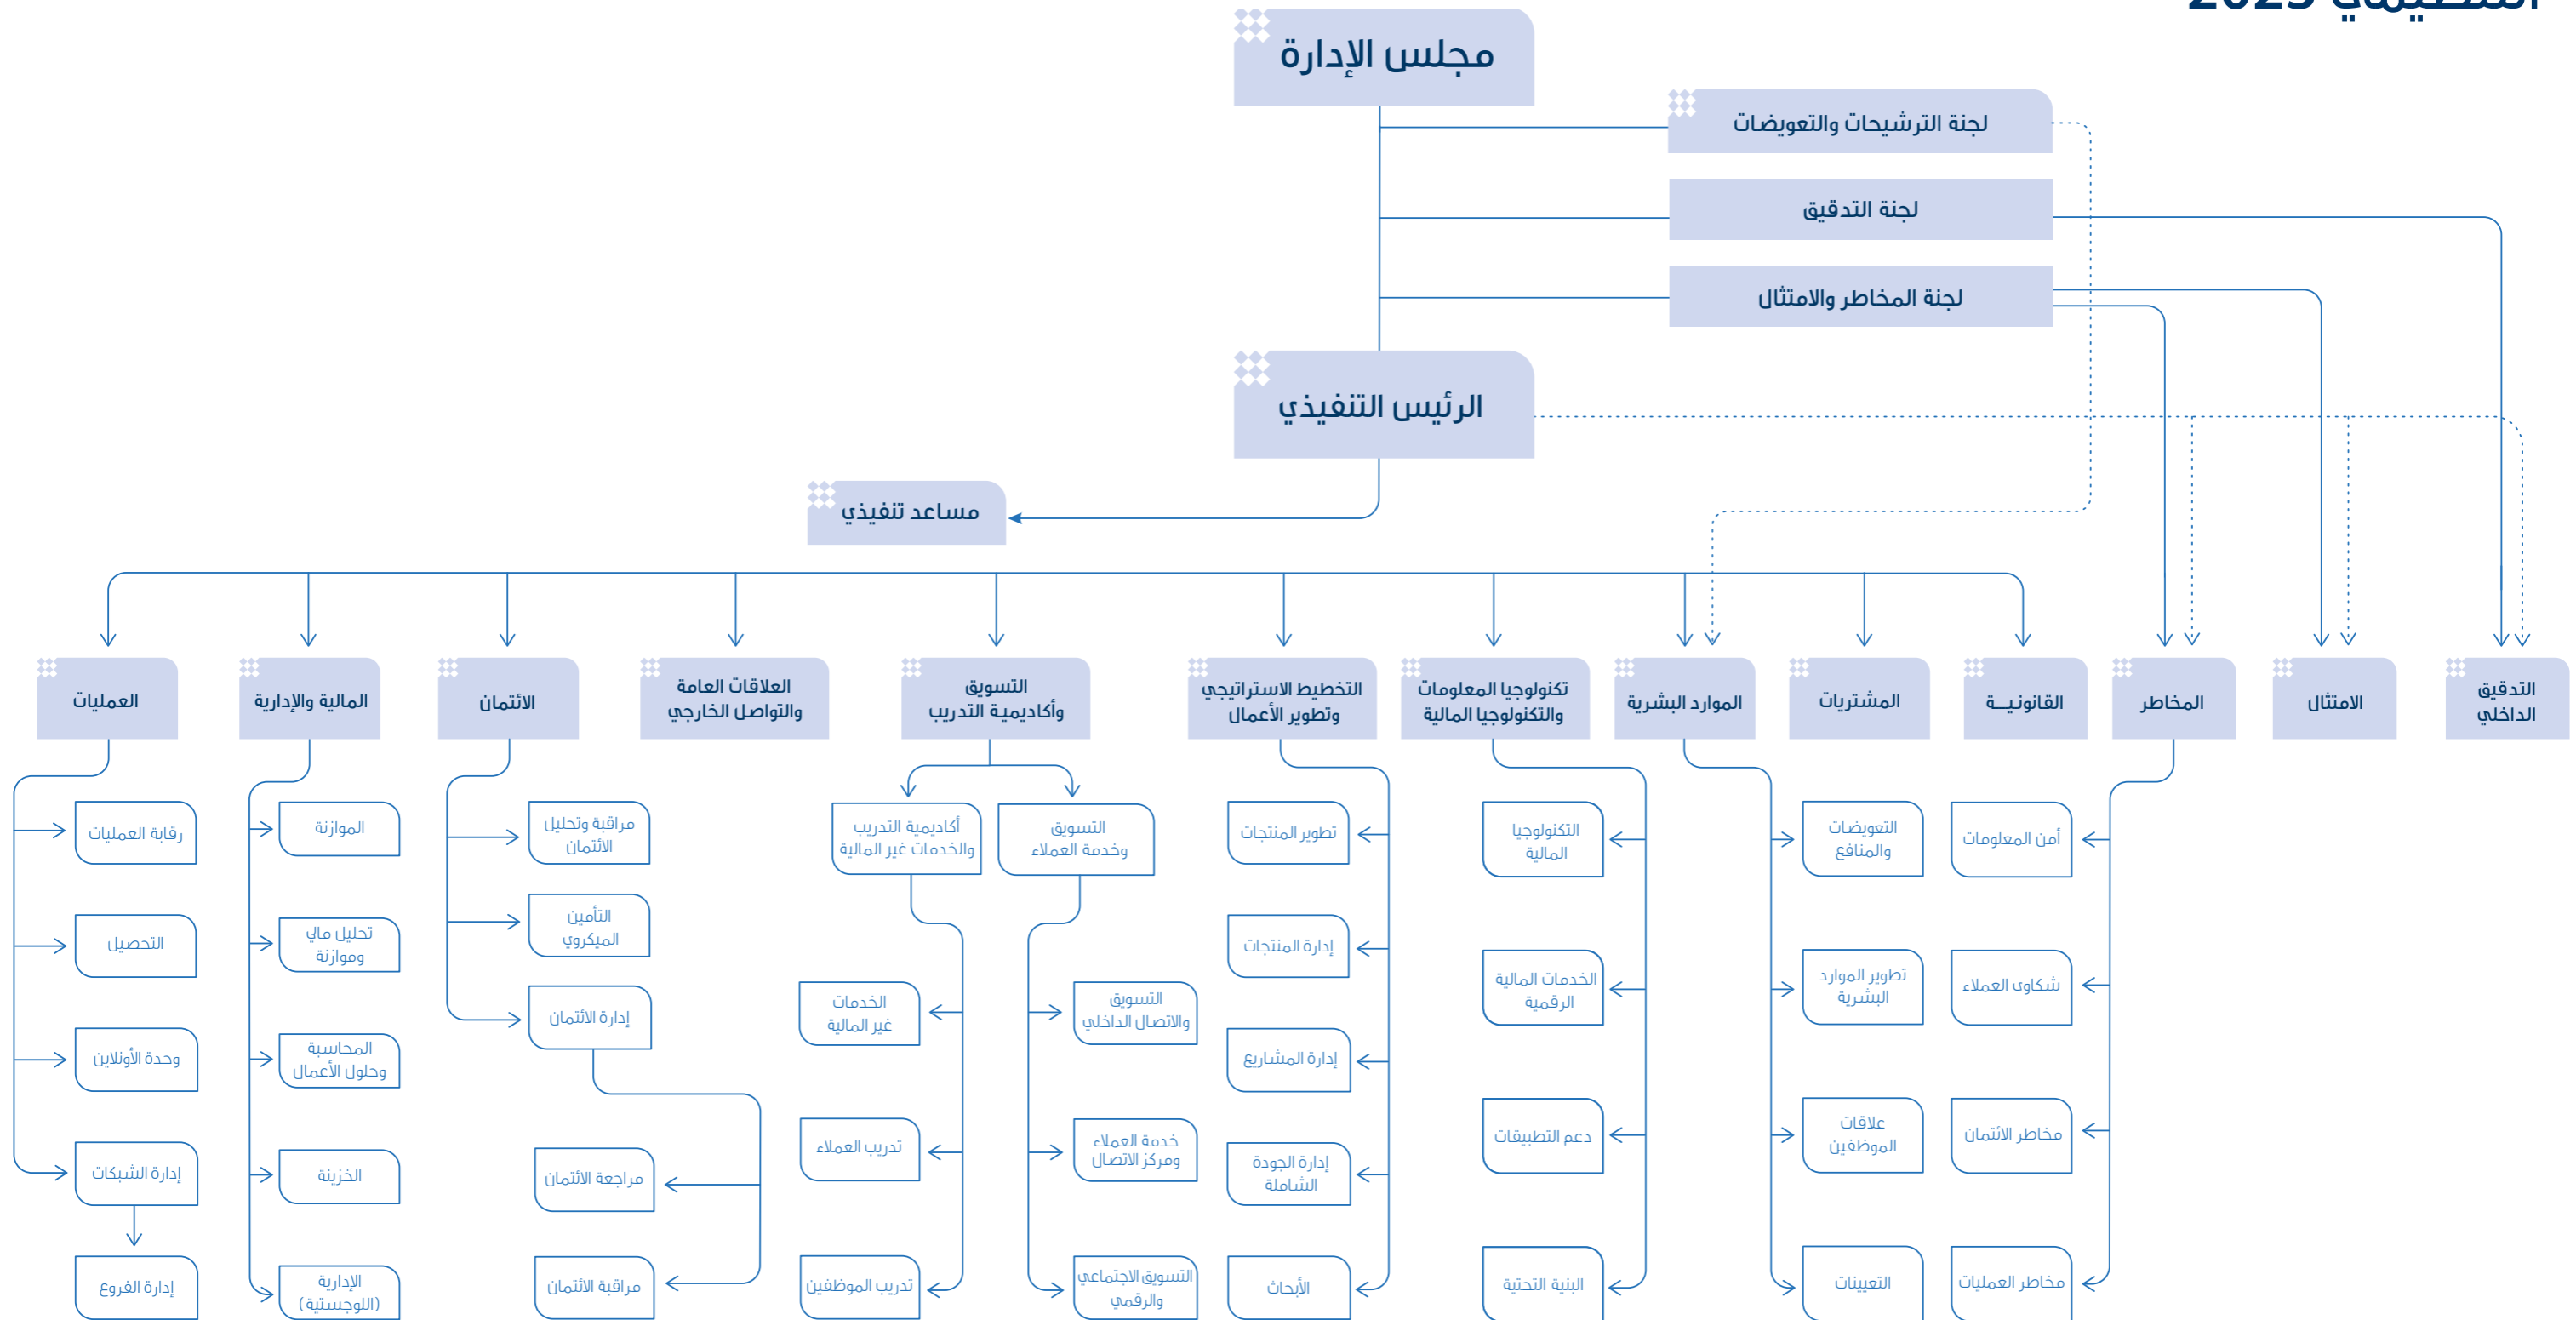 التنظيمي 2023
مجلس الإدارة
لجنة الترشيحات والتعويضات
لجنة التدقيق
لجنة المخاطر والامتثال
الرئيس التنفيذي
مساعد تنفيذي
التدقيق
الداخلي
الامتثال
المخاطر
القانونيـــة
المشتريات
الموارد البشرية
تكنولوجيا المعلومات
والتكنولوجيا المالية
التخطيط الاستراتيجي
وتطوير الأعمال
التسويق
وأكاديمية التدريب
العلاقات العامة
والتواصل الخارجي
الائتمان
المالية والإدارية
العمليات
أمن المعلومات
شكاوى العملاء
مخاطر الائتمان
مخاطر العمليات
التعويضات
والمنافع
تطوير الموارد
البشرية
علاقات
الموظفين
التعيينات
التكنولوجيا
المالية
الخدمات المالية
الرقمية
دعم التطبيقات
البنية التحتية
تطوير المنتجات
إدارة المنتجات
إدارة المشاريع
إدارة الجودة
الشاملة
الأبحاث
التسويق
وخدمة العملاء
التسويق
والاتصال الداخلي
خدمة العملاء
ومركز الاتصال
التسويق الاجتماعي
والرقمي
أكاديمية التدريب
والخدمات غير المالية
الخدمات
غير المالية
تدريب العملاء
تدريب الموظفين
مراقبة وتحليل
الائتمان
التأمين
الميكروي
إدارة الائتمان
مراجعة الائتمان
مراقبة الائتمان
الموازنة
تحليل مالي
وموازنة
المحاسبة
وحلول الأعمال
الخزينة
الإدارية
(اللوجستية)
رقابة العمليات
التحصيل
وحدة الأونلاين
إدارة الشبكات
إدارة الفروع